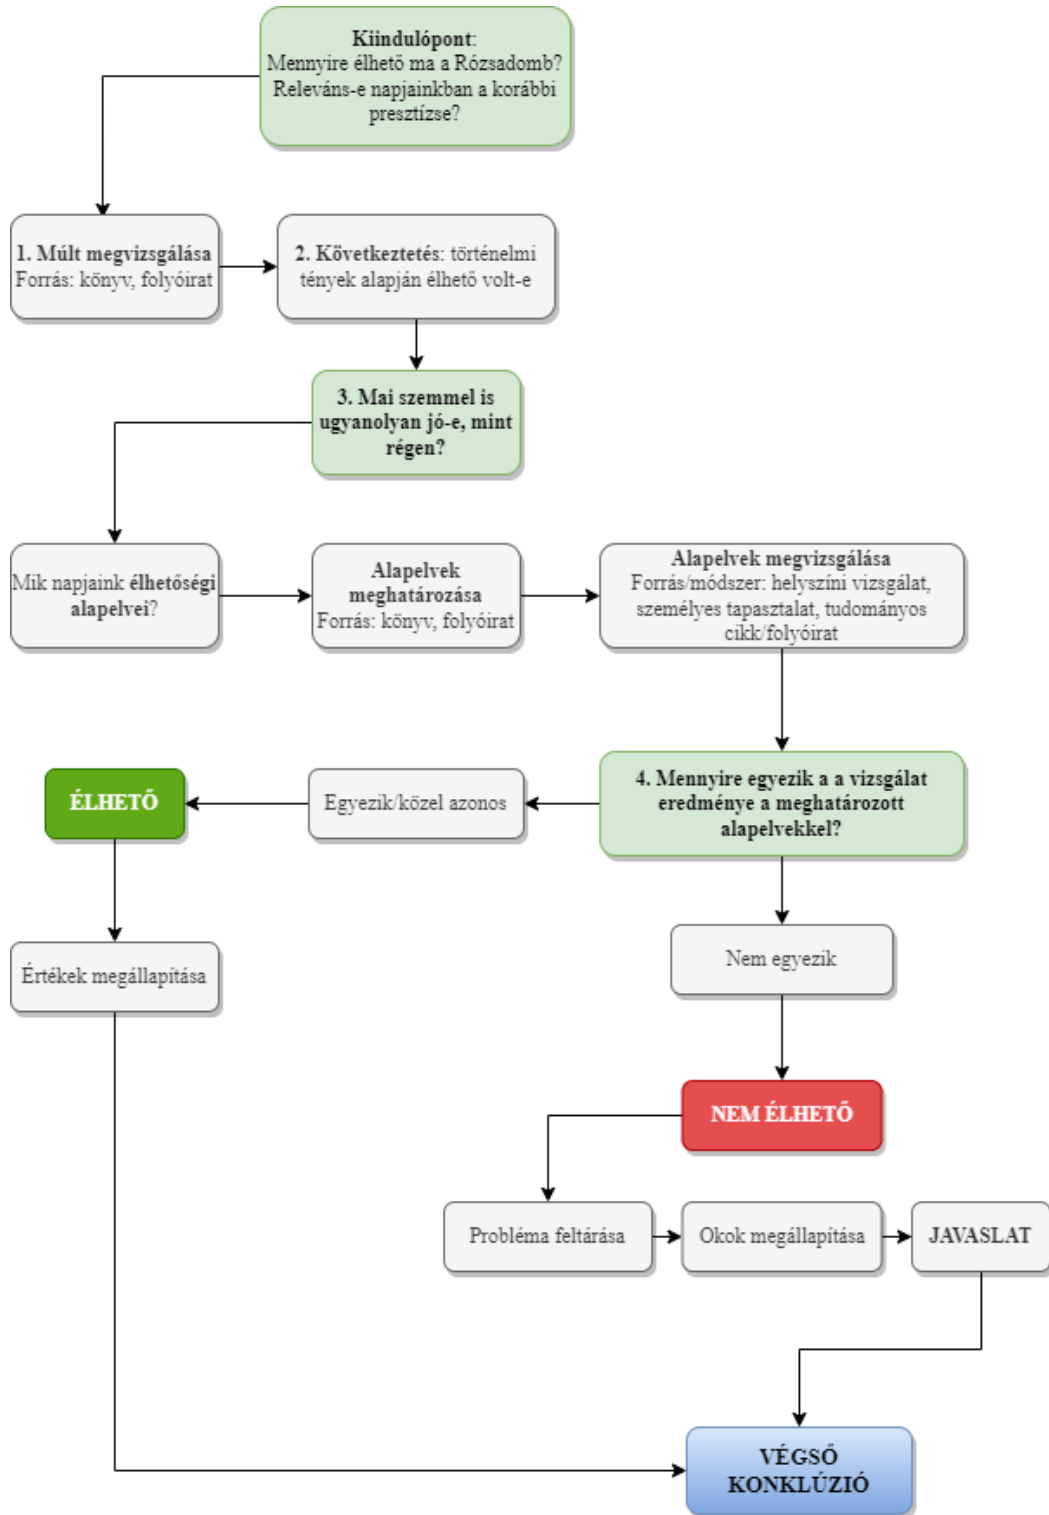 Kiindulópont:
Mennyire élhető ma a Rózsadomb?
Releváns-e napjainkban a korábbi
presztízse?
1. Múlt megvizsgálása
Forrás: könyv, folyóirat
2. Következtetés: történelmi
tények alapján élhető volt-e
3. Mai szemmel is
ugyanolyan jó-e, mint
régen?
Mik napjaink élhetőségi
alapelvei?
Alapelvek
meghatározása
Forrás: könyv, folyóirat
Alapelvek megvizsgálása
Forrás/módszer: helyszíni vizsgálat,
személyes tapasztalat, tudományos
cikk/folyóirat
4. Mennyire egyezik a a vizsgálat
eredménye a meghatározott
alapelvekkel?
Egyezik/közel azonos
ÉLHETŐ
Értékek megállapítása
Nem egyezik
NEM ÉLHETŐ
Probléma feltárása
Okok megállapítása
JAVASLAT
VÉGSŐ
KONKLÚZIÓ